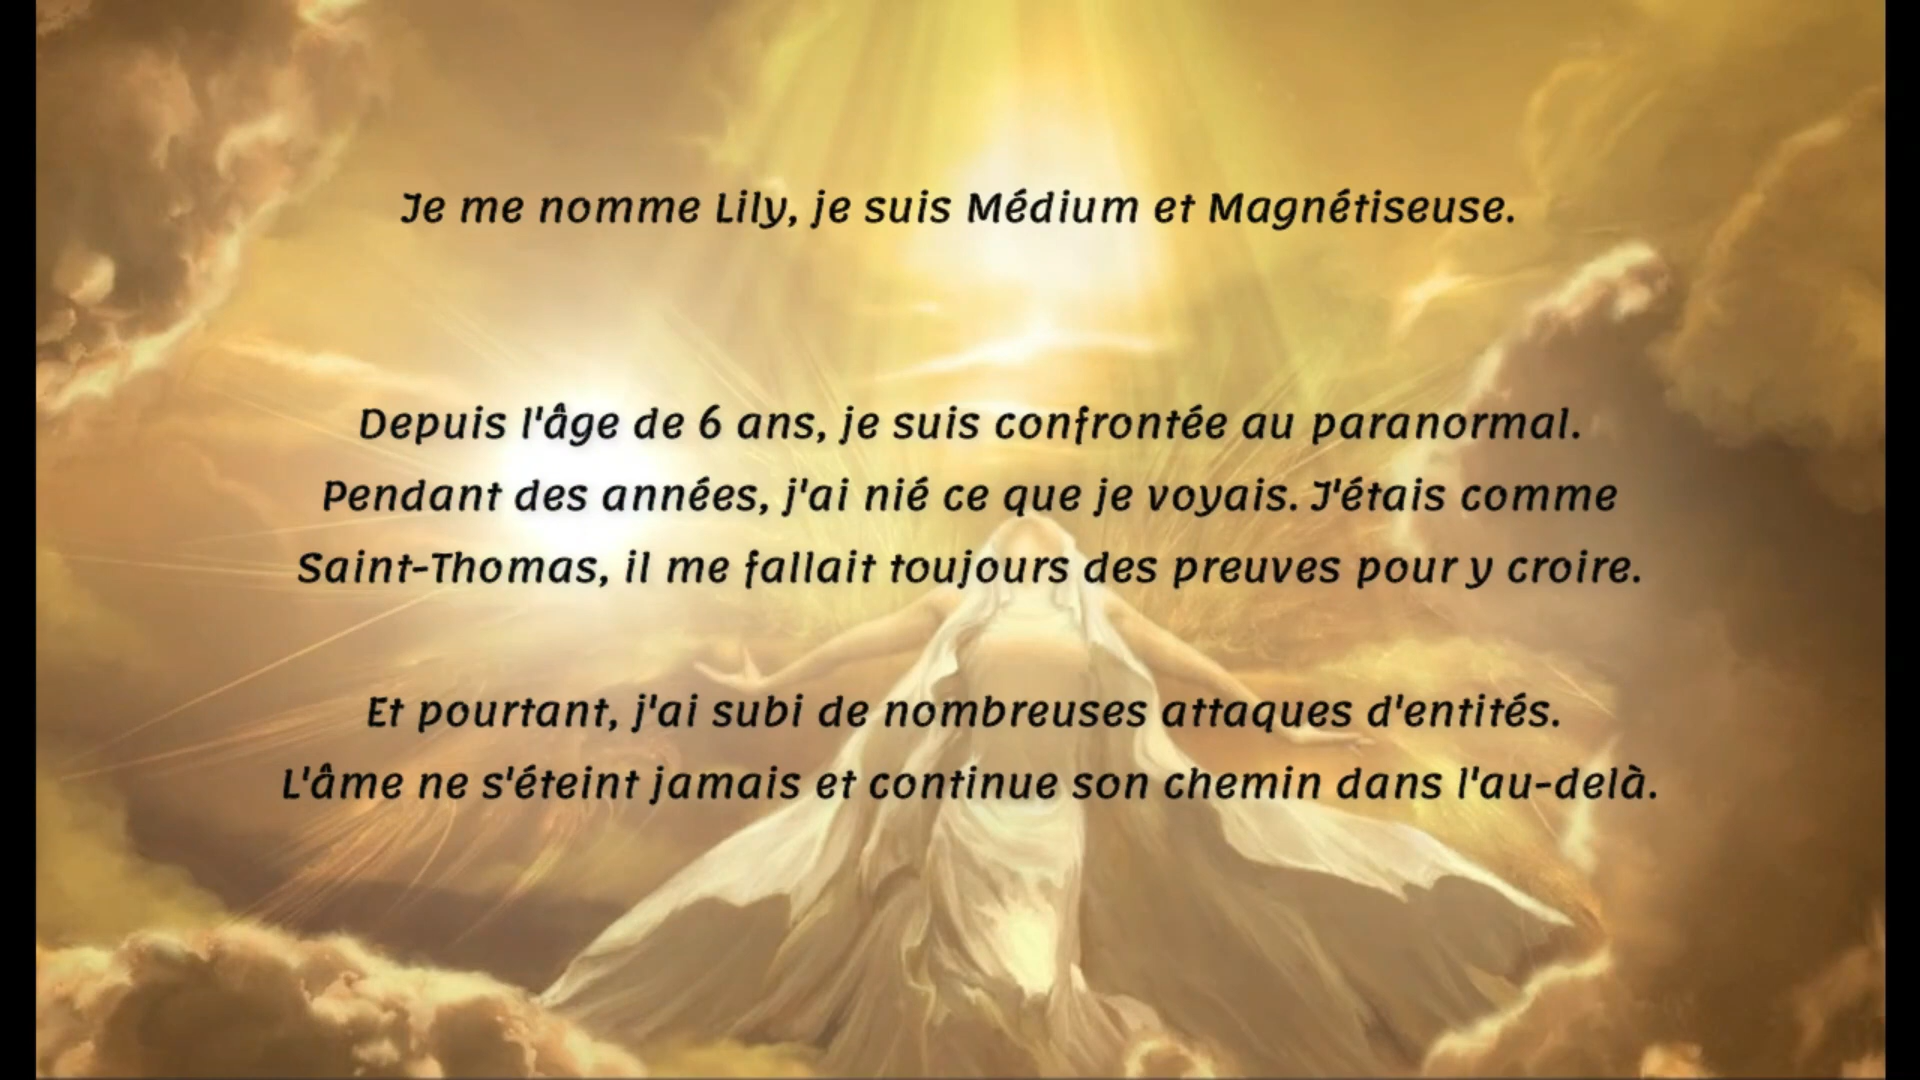 Je me nomme Lily, je suis Médium et Magnétiseuse.
Depuis l'âge de 6 ans, je suis confrontée au paranormal.
Pendant des années, j'ai nié ce que je voyais. J'étais comme
Saint-Thomas, il me fallait toujours des preuves pour y croire.
Et pourtant, j'ai subi de nombreuses attaques d'entités.
L'âme ne s'éteint jamais et continue son chemin dans l'au-delà.